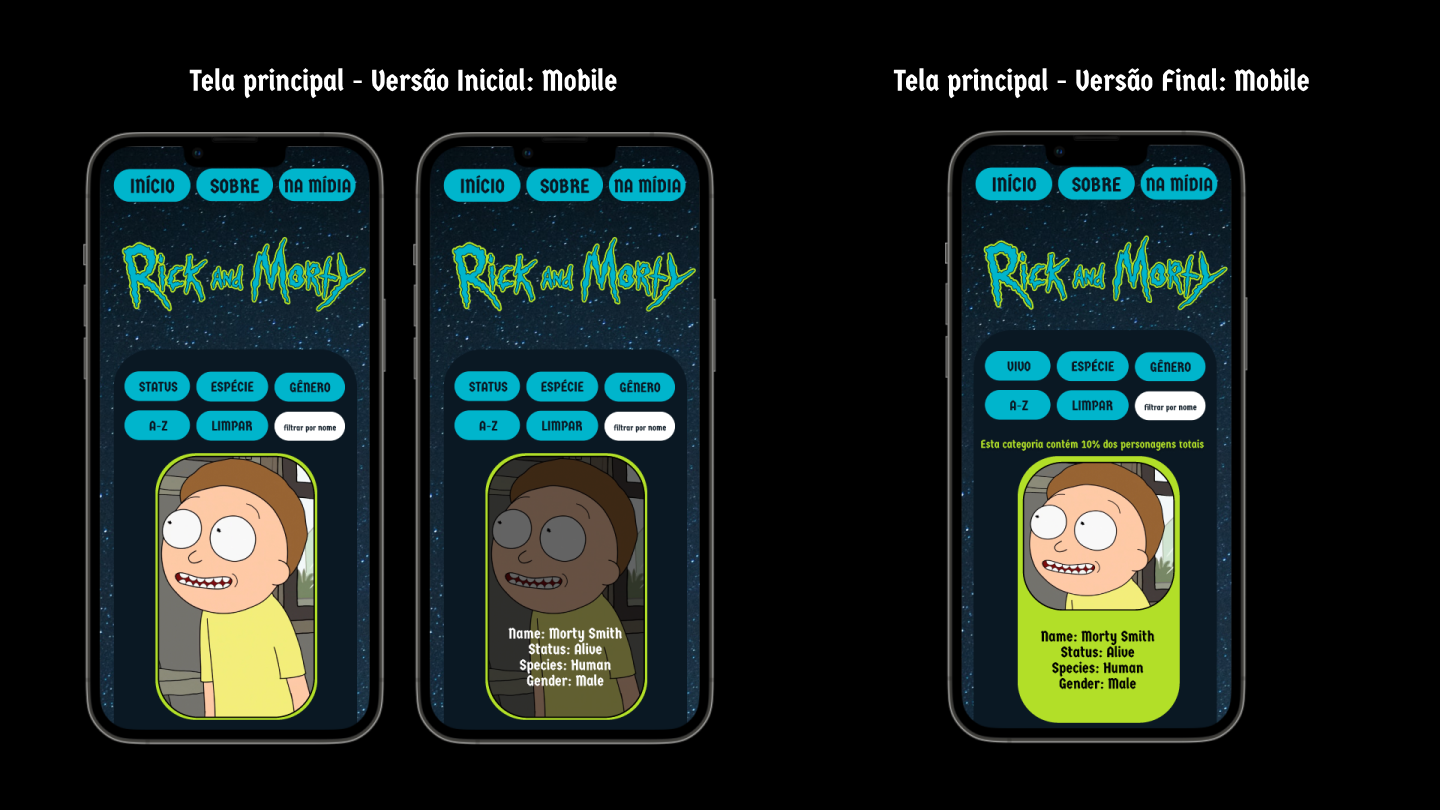 Tela principal - Versão Inicial: Mobile
INÍCIO SOBRE NA MÍDIA
RICK AND MORTY
STATUS ESPÉCIE GÊNERO
A-Z LIMPAR filtrar por nome
INÍCIO SOBRE NA MÍDIA
RICK AND MORTY
STATUS ESPÉCIE GÊNERO
A-Z LIMPAR filtrar por nome
Name: Morty Smith
Status: Alive
Species: Human
Gender: Male
Tela principal - Versão Final: Mobile
INÍCIO SOBRE NA MÍDIA
RICK AND MORTY
VIVO ESPÉCIE GÊNERO
A-Z LIMPAR filtrar por nome
Esta categoria contém 10% dos personagens totais
Name: Morty Smith
Status: Alive
Species: Human
Gender: Male